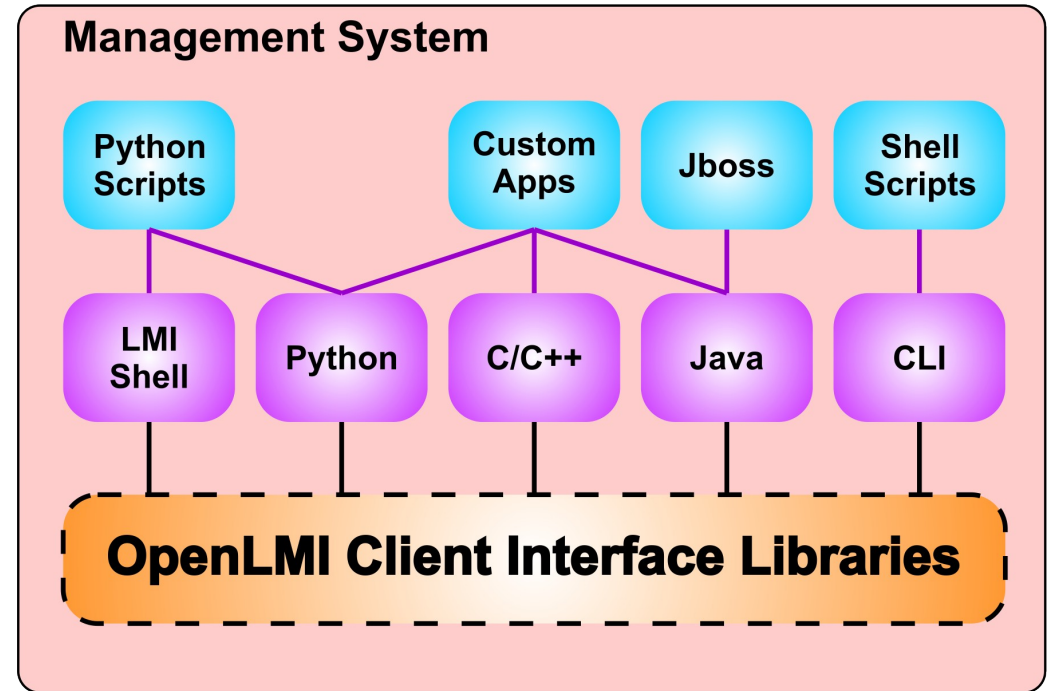 Management System
Python
Scripts
Custom
Apps
Jboss
Shell
Scripts
LMI
Shell
Python
C/C++
Java
CLI
OpenLMI Client Interface Libraries